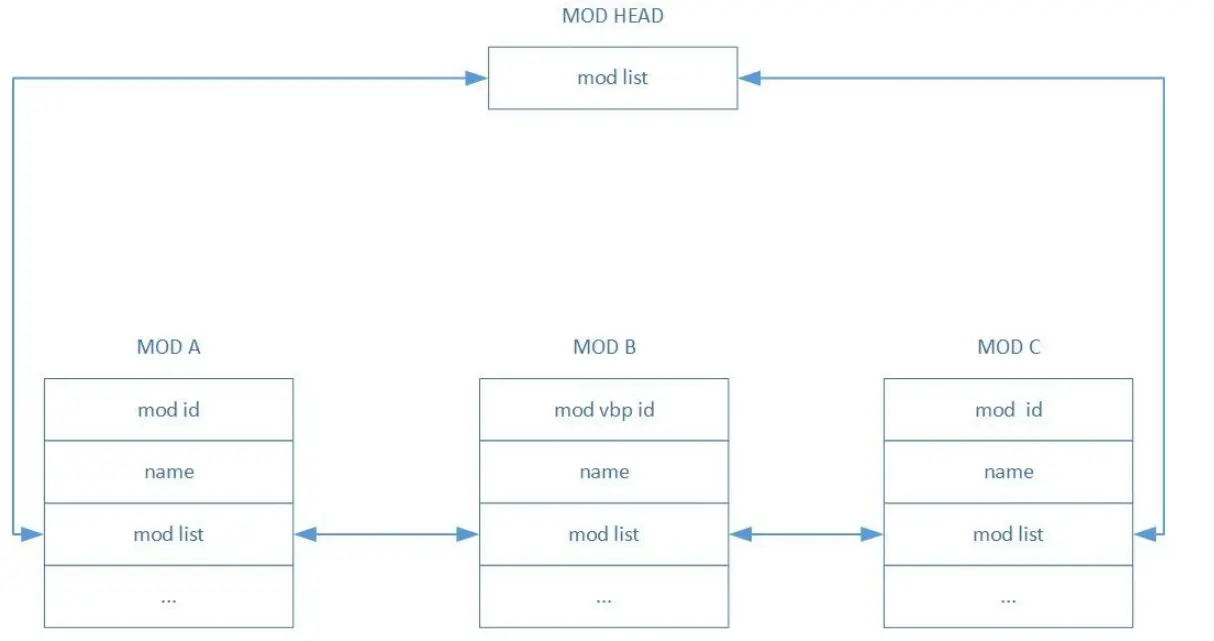 MOD HEAD
mod list
MOD A
MOD B
MOD C
mod id
mod vbp id
mod id
name
name
name
mod list
mod list
mod list
...
...
...